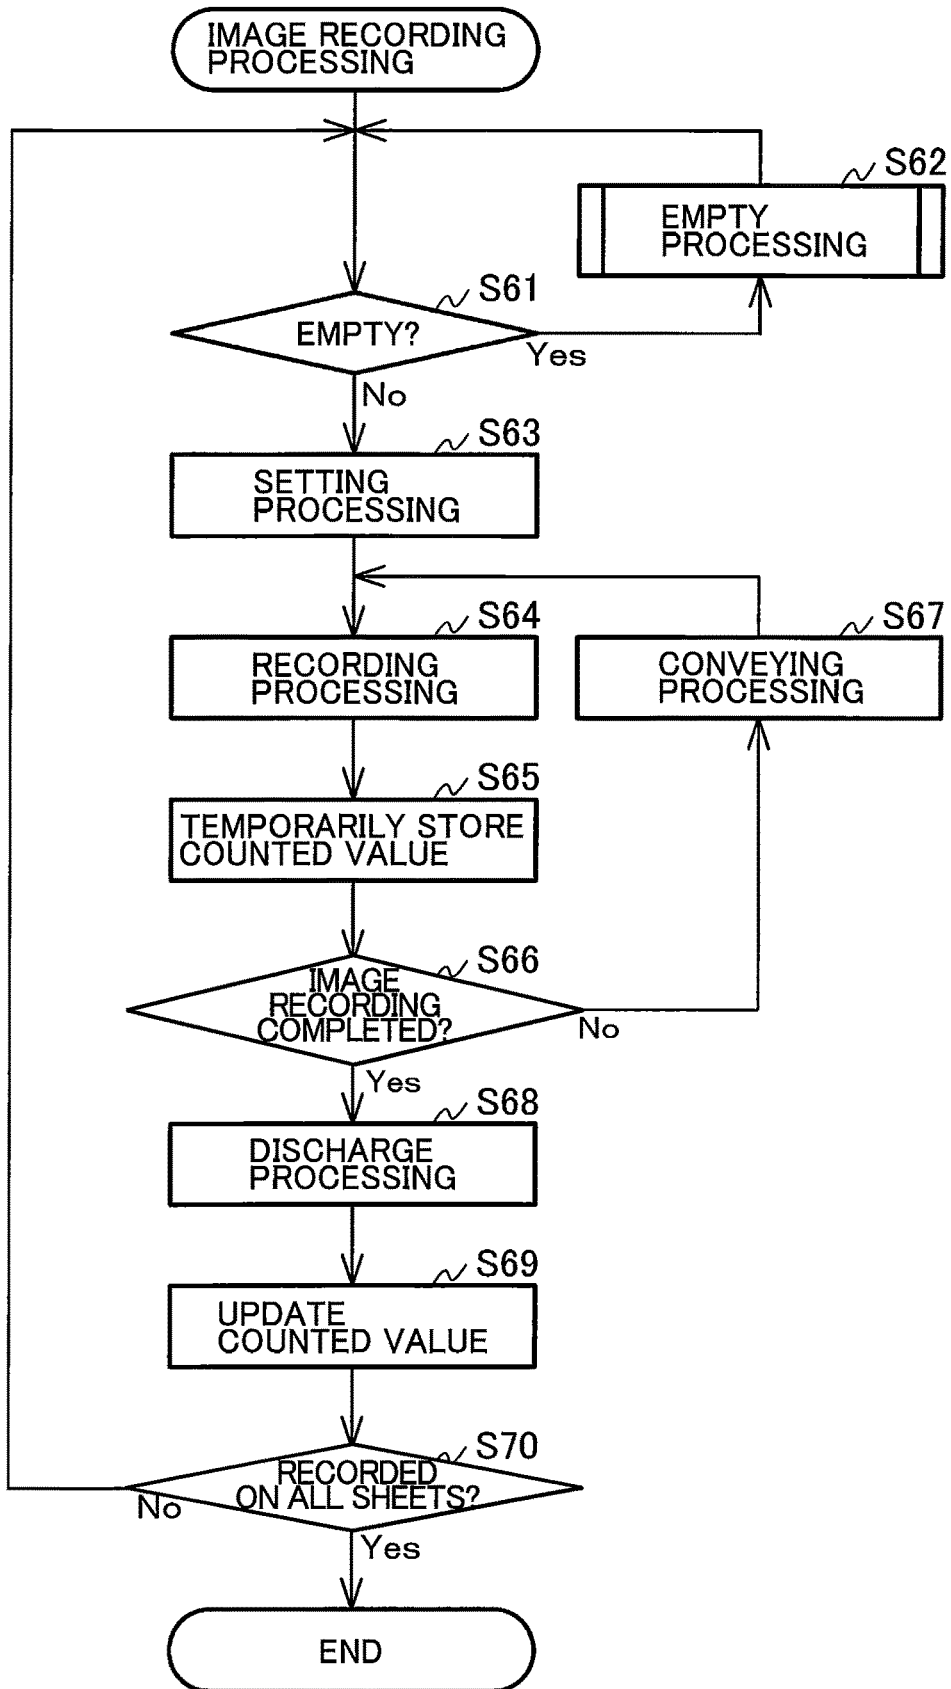 IMAGE RECORDING
PROCESSING
S62
EMPTY
PROCESSING
S61
EMPTY?
Yes
No
S63
SETTING
PROCESSING
S64
RECORDING
PROCESSING
S67
CONVEYING
PROCESSING
S65
TEMPORARILY STORE
COUNTED VALUE
S66
IMAGE
RECORDING
COMPLETED?
No
Yes
S68
DISCHARGE
PROCESSING
S69
UPDATE
COUNTED VALUE
S70
RECORDED
ON ALL SHEETS?
No
Yes
END